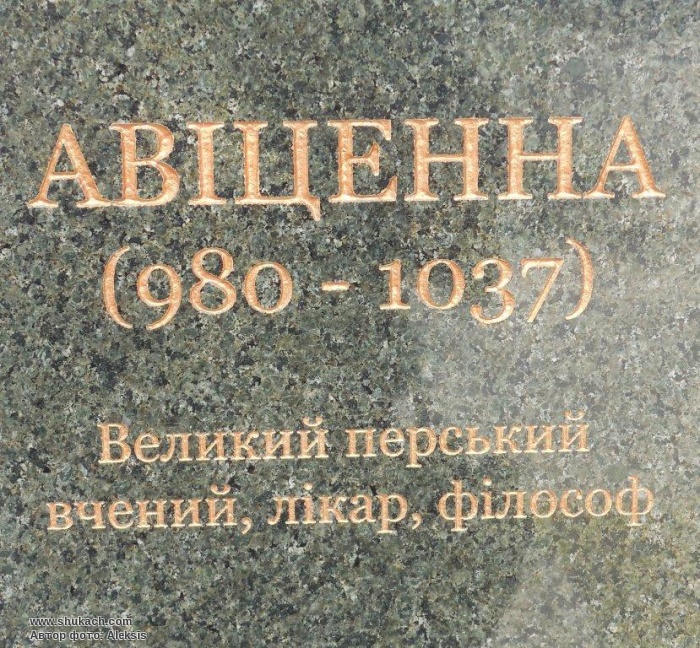 АВІЦЕННА
(980 - 1037)
Великий перський
вчений, лікар, філософ
www.shukach.com
Автор фото: Aleksis